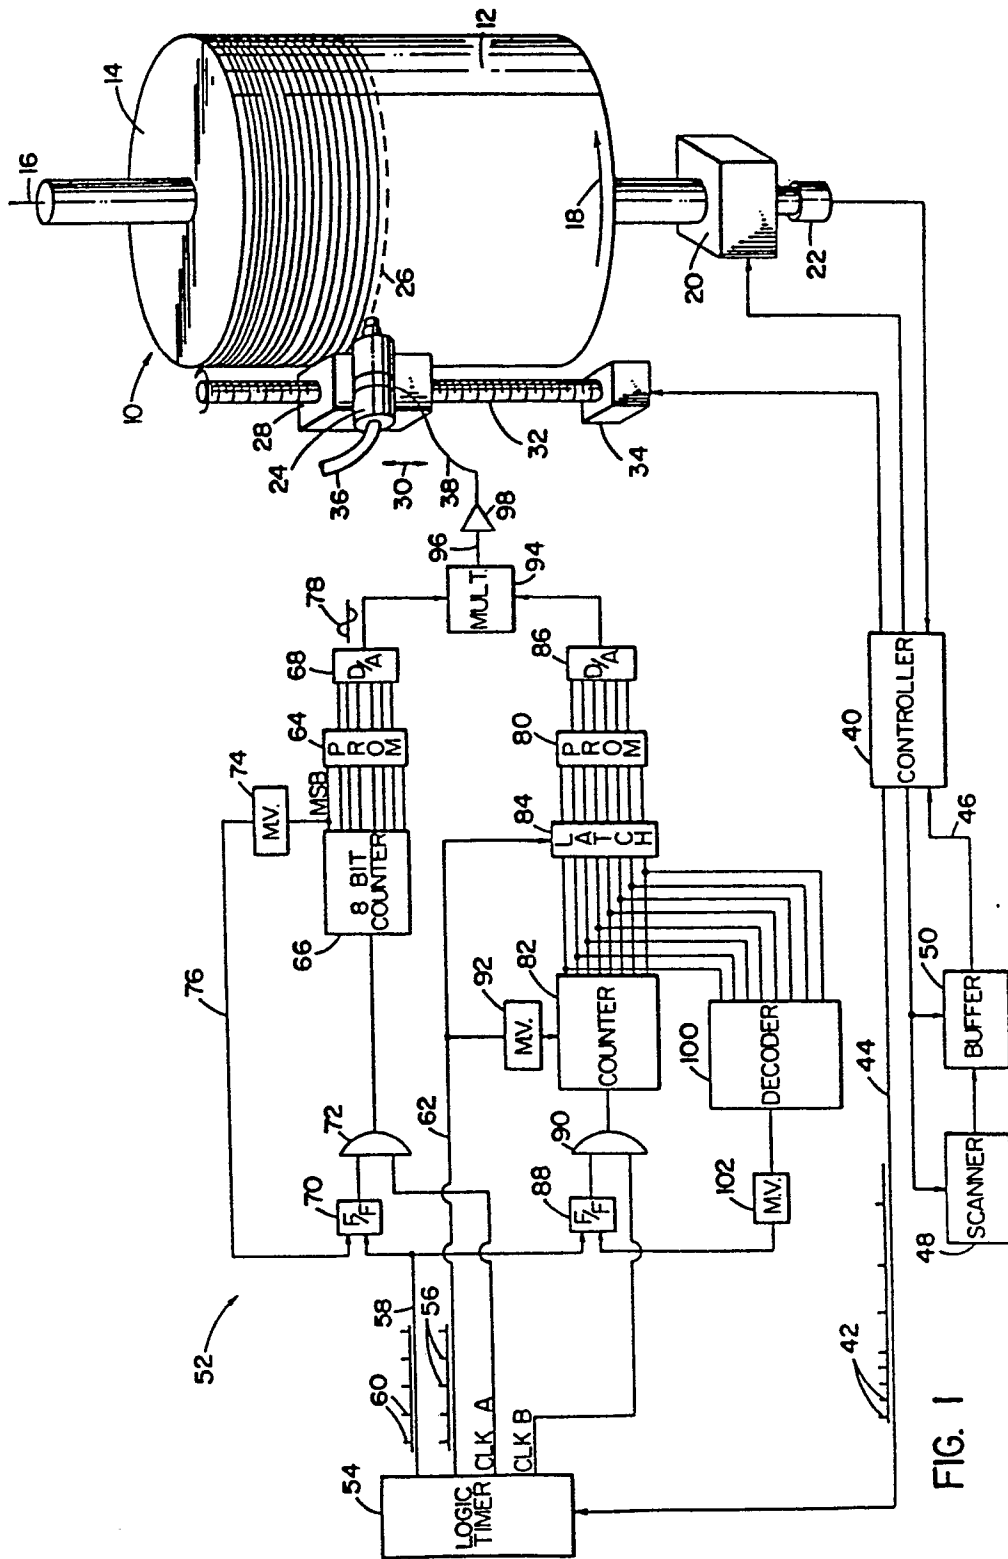 52
54
LOGIC
TIMER
60
58
56
CLK A
CLK B
76
70
F/F
72
62
66
8 BIT
COUNTER
74
M.V.
MSB
64
PROM
68
D/A
78
88
F/F
90
92
M.V.
82
COUNTER
84
LATCH
80
PROM
86
D/A
102
M.V.
100
DECODER
MULT.
94
96
98
36
24
28
30
38
32
34
10
16
14
26
12
18
20
22
42
44
40
CONTROLLER
46
48
SCANNER
50
BUFFER
FIG. 1